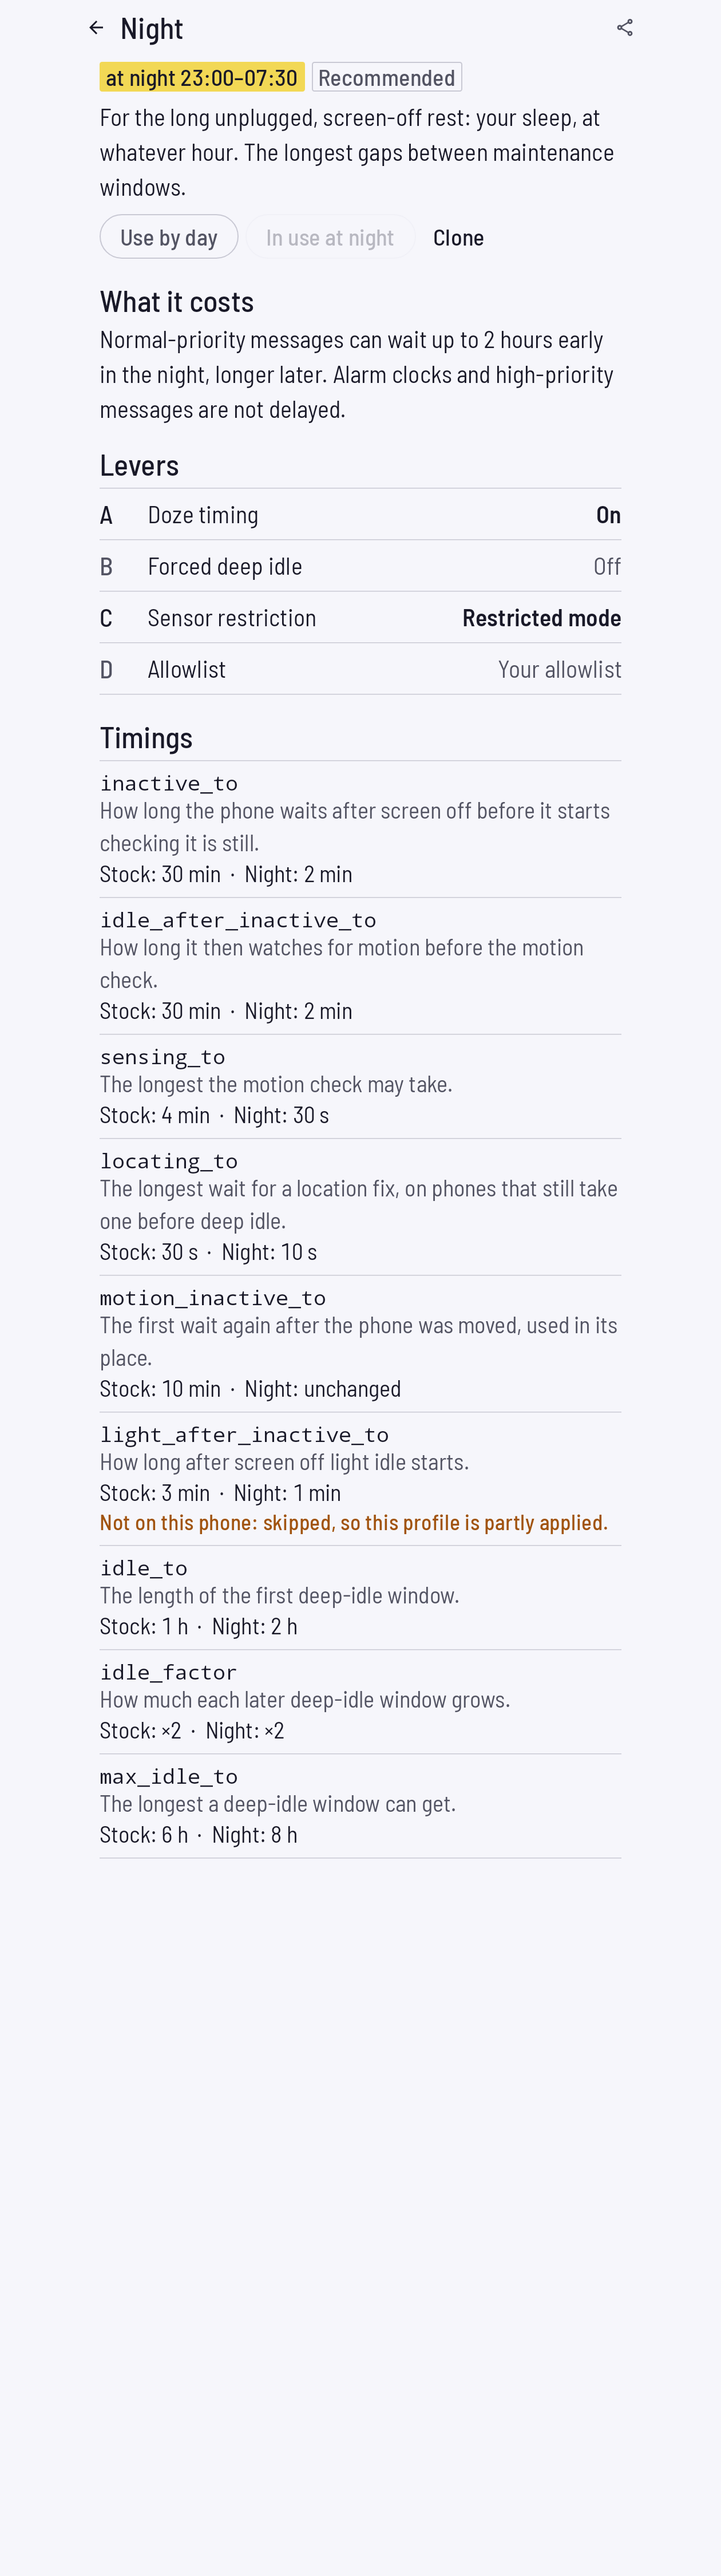 Night
at night 23:00–07:30 Recommended
For the long unplugged, screen-off rest: your sleep, at
whatever hour. The longest gaps between maintenance
windows.
Use by day In use at night Clone
What it costs
Normal-priority messages can wait up to 2 hours early
in the night, longer later. Alarm clocks and high-priority
messages are not delayed.
Levers
A Doze timing On
B Forced deep idle Off
C Sensor restriction Restricted mode
D Allowlist Your allowlist
Timings
inactive_to
How long the phone waits after screen off before it starts
checking it is still.
Stock: 30 min · Night: 2 min
idle_after_inactive_to
How long it then watches for motion before the motion
check.
Stock: 30 min · Night: 2 min
sensing_to
The longest the motion check may take.
Stock: 4 min · Night: 30 s
locating_to
The longest wait for a location fix, on phones that still take
one before deep idle.
Stock: 30 s · Night: 10 s
motion_inactive_to
The first wait again after the phone was moved, used in its
place.
Stock: 10 min · Night: unchanged
light_after_inactive_to
How long after screen off light idle starts.
Stock: 3 min · Night: 1 min
Not on this phone: skipped, so this profile is partly applied.
idle_to
The length of the first deep-idle window.
Stock: 1 h · Night: 2 h
idle_factor
How much each later deep-idle window grows.
Stock: ×2 · Night: ×2
max_idle_to
The longest a deep-idle window can get.
Stock: 6 h · Night: 8 h